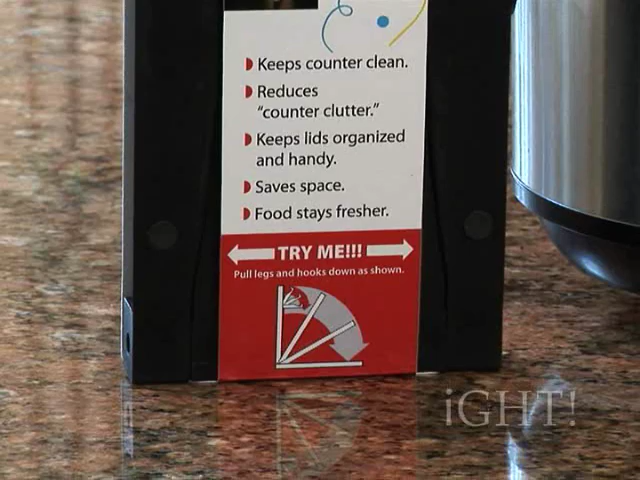 Keeps counter clean.
Reduces
“counter clutter.”
Keeps lids organized
and handy.
Saves space.
Food stays fresher.
TRY ME!!!
Pull legs and hooks down as shown.
iGHT!